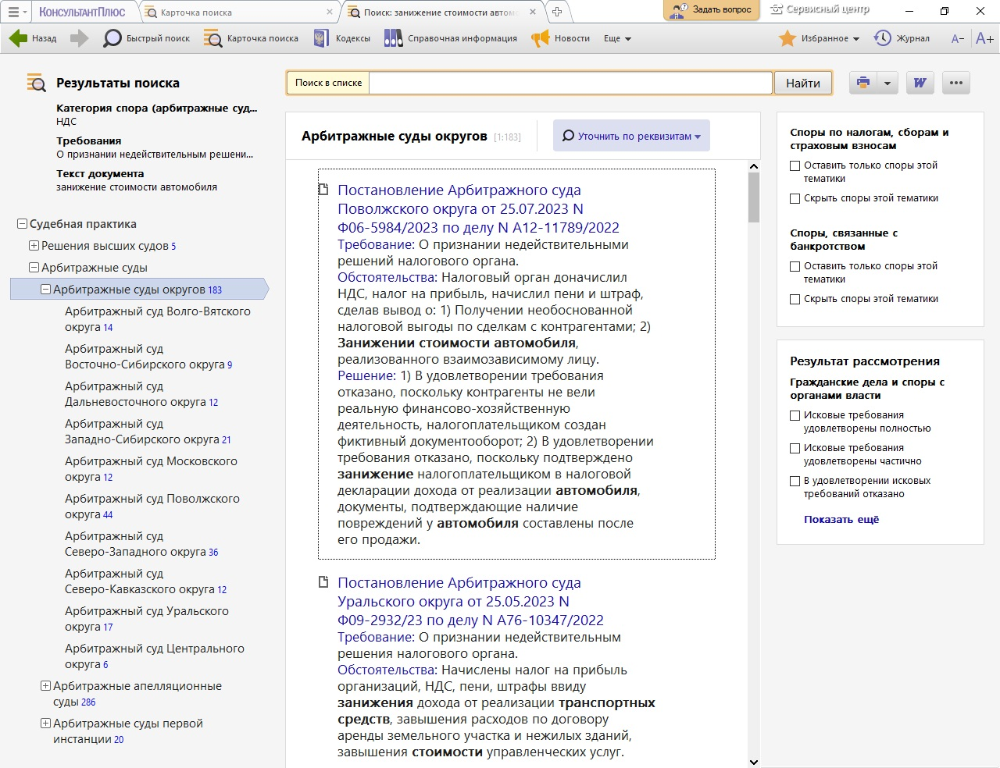 КОНСУЛЬТАНТПЛЮС
Карточка поиска
Поиск: занижение стоимости автомо
Задать вопрос
Сервисный центр
Назад
Быстрый поиск
Карточка поиска
Кодексы
Справочная информация
Новости
Еще
Избранное
Журнал
A-
A+
Результаты поиска
Категория спора (арбитражные суд...
НДС
Требования
О признании недействительным решени...
Текст документа
занижение стоимости автомобиля
Судебная практика
Решения высших судов 5
Арбитражные суды
Арбитражные суды округов 183
Арбитражный суд Волго-Вятского
округа 14
Арбитражный суд
Восточно-Сибирского округа 9
Арбитражный суд
Дальневосточного округа 12
Арбитражный суд
Западно-Сибирского округа 21
Арбитражный суд Московского
округа 12
Арбитражный суд Поволжского
округа 44
Арбитражный суд
Северо-Западного округа 36
Арбитражный суд
Северо-Кавказского округа 12
Арбитражный суд Уральского
округа 17
Арбитражный суд Центрального
округа 6
Арбитражные апелляционные
суды 286
Арбитражные суды первой
инстанции 20
Поиск в списке
Найти
W
Арбитражные суды округов [1:183]
Уточнить по реквизитам
Постановление Арбитражного суда
Поволжского округа от 25.07.2023 N
Ф06-5984/2023 по делу N А12-11789/2022
Требование: О признании недействительными
решений налогового органа.
Обстоятельства: Налоговый орган доначислил
НДС, налог на прибыль, начислил пени и штраф,
сделав вывод о: 1) Получении необоснованной
налоговой выгоды по сделкам с контрагентами; 2)
Занижении стоимости автомобиля,
реализованного взаимозависимому лицу.
Решение: 1) В удовлетворении требования
отказано, поскольку контрагенты не вели
реальную финансово-хозяйственную
деятельность, налогоплательщиком создан
фиктивный документооборот; 2) В удовлетворении
требования отказано, поскольку подтверждено
занижение налогоплательщиком в налоговой
декларации дохода от реализации автомобиля,
документы, подтверждающие наличие
повреждений у автомобиля составлены после
его продажи.
Постановление Арбитражного суда
Уральского округа от 25.05.2023 N
Ф09-2932/23 по делу N А76-10347/2022
Требование: О признании недействительным
решения налогового органа.
Обстоятельства: Начислены налог на прибыль
организаций, НДС, пени, штрафы ввиду
занижения дохода от реализации транспортных
средств, завышения расходов по договору
аренды земельного участка и нежилых зданий,
завышения стоимости управленческих услуг.
Споры по налогам, сборам и
страховым взносам
Оставить только споры этой
тематики
Скрыть споры этой тематики
Споры, связанные с
банкротством
Оставить только споры этой
тематики
Скрыть споры этой тематики
Результат рассмотрения
Гражданские дела и споры с
органами власти
Исковые требования
удовлетворены полностью
Исковые требования
удовлетворены частично
В удовлетворении исковых
требований отказано
Показать ещё